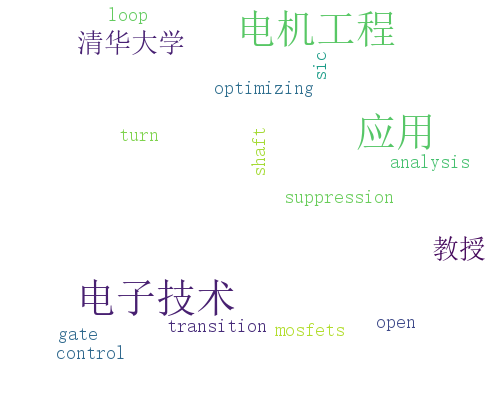 loop
电机工程
清华大学
sic
optimizing
turn
shaft
应用
analysis
suppression
教授
电子技术
transition
open
gate
mosfets
control